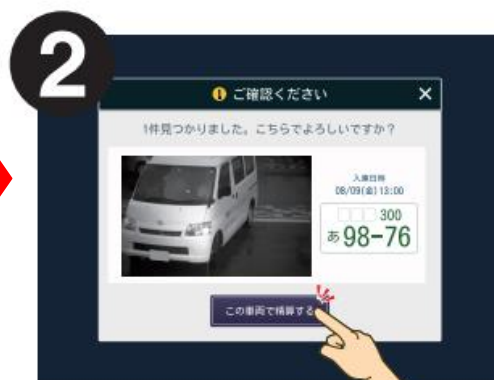 2
ご確認ください
1件見つかりました。こちらでよろしいですか？
入庫日時
08/09(金)13:00
□□□ 300
あ 98-76
この車両で精算する